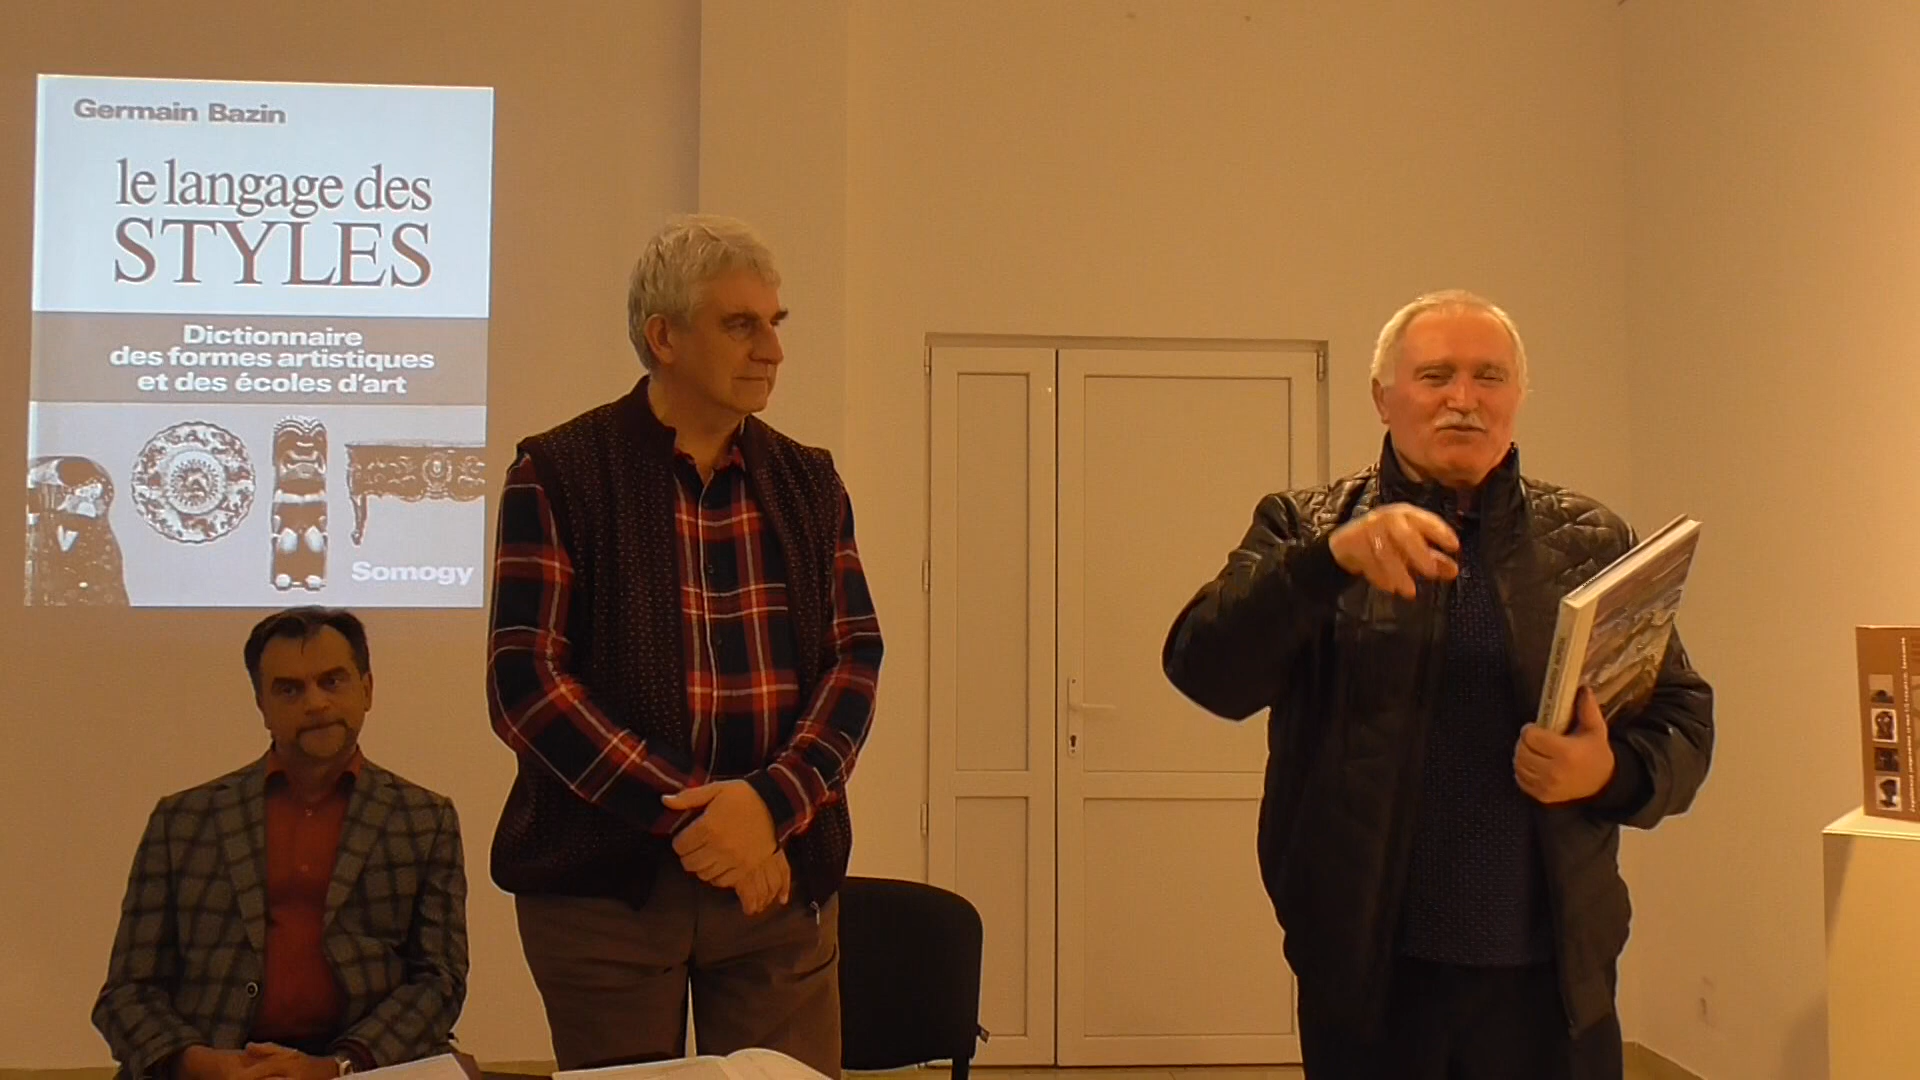 Germain Bazin
le langage des
STYLES
Dictionnaire
des formes artistiques
et des écoles d'art
Somogy